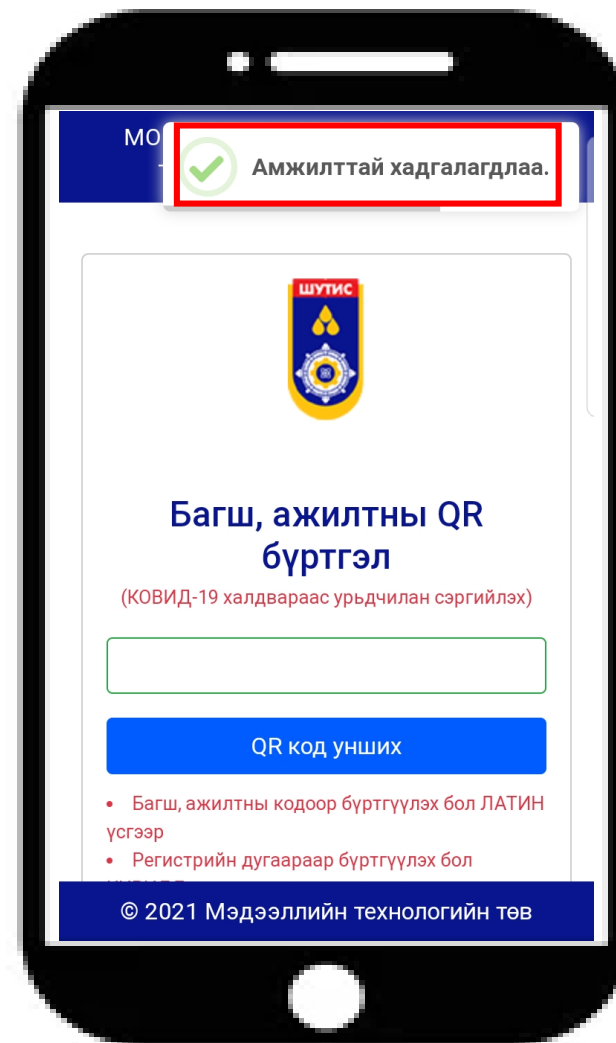 МО
Амжилттай хадгалагдлаа.
ШУТИС
Багш, ажилтны QR
бүртгэл
(КОВИД-19 халдвараас урьдчилан сэргийлэх)
QR код унших
• Багш, ажилтны кодоор бүртгүүлэх бол ЛАТИН
үсгээр
• Регистрийн дугаараар бүртгүүлэх бол
© 2021 Мэдээллийн технологийн төв